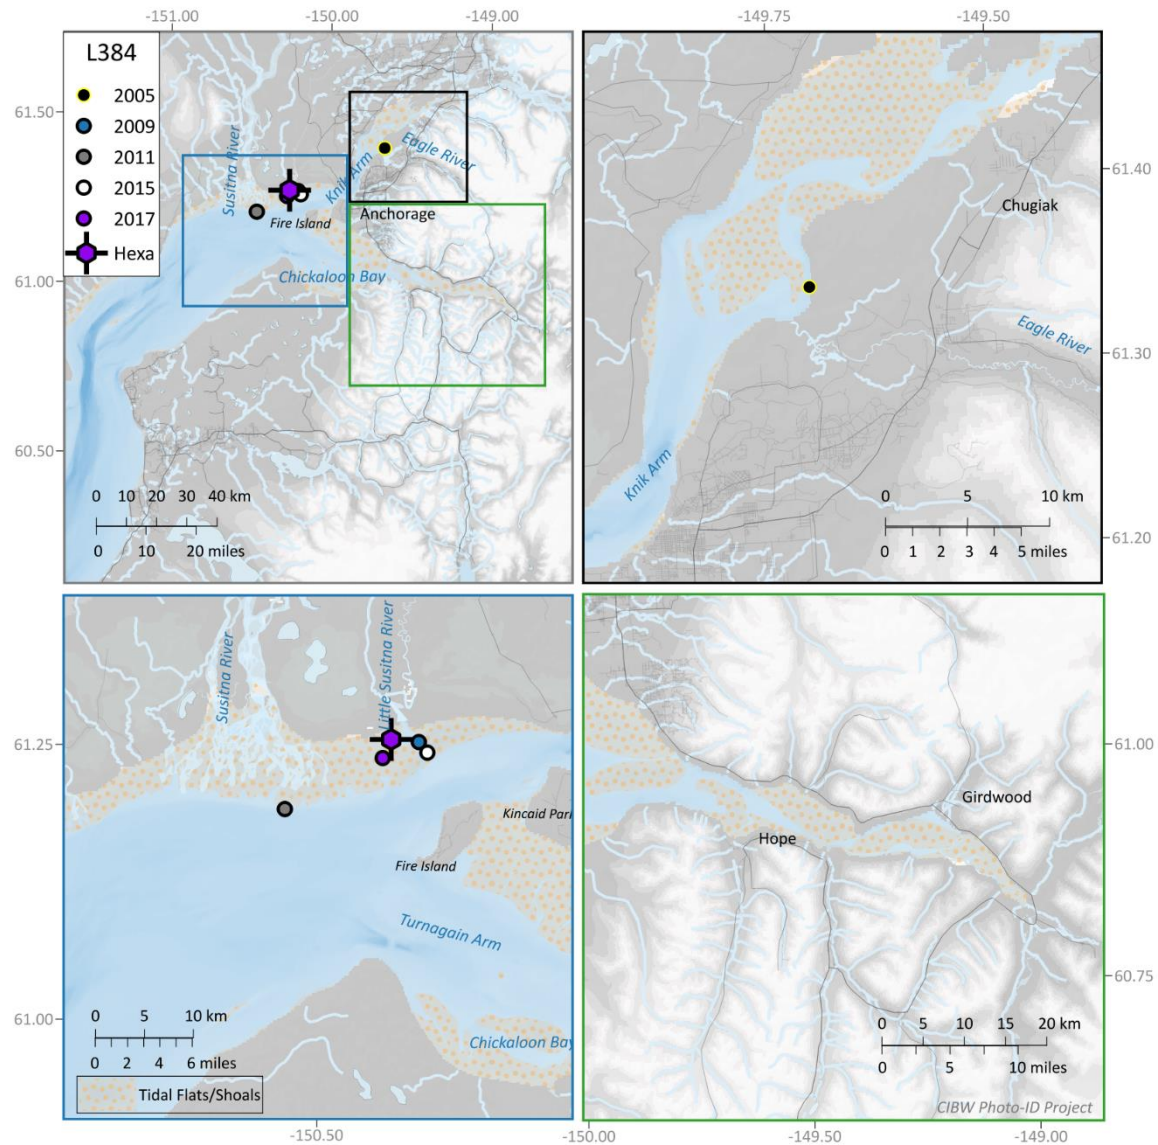 -151.00 -150.00 -149.00 -149.75 -149.50
L384
2005
2009
2011
2015
2017
Hexa
61.50
61.00
60.50
Susitna River
Knik Arm
Eagle River
Anchorage
Fire Island
Chickaloon Bay
0 10 20 30 40 km
0 10 20 miles
61.40
61.30
61.20
Chugiak
Eagle River
Knik Arm
0 5 10 km
0 1 2 3 4 5 miles
61.25
61.00
Susitna River
Little Susitna River
Kincaid Par
Fire Island
Turnagain Arm
Chickaloon Bay
0 5 10 km
0 2 4 6 miles
Tidal Flats/Shoals
61.00
60.75
Girdwood
Hope
0 5 10 15 20 km
0 5 10 miles
CIBW Photo-ID Project
-150.50 -150.00 -149.50 -149.00